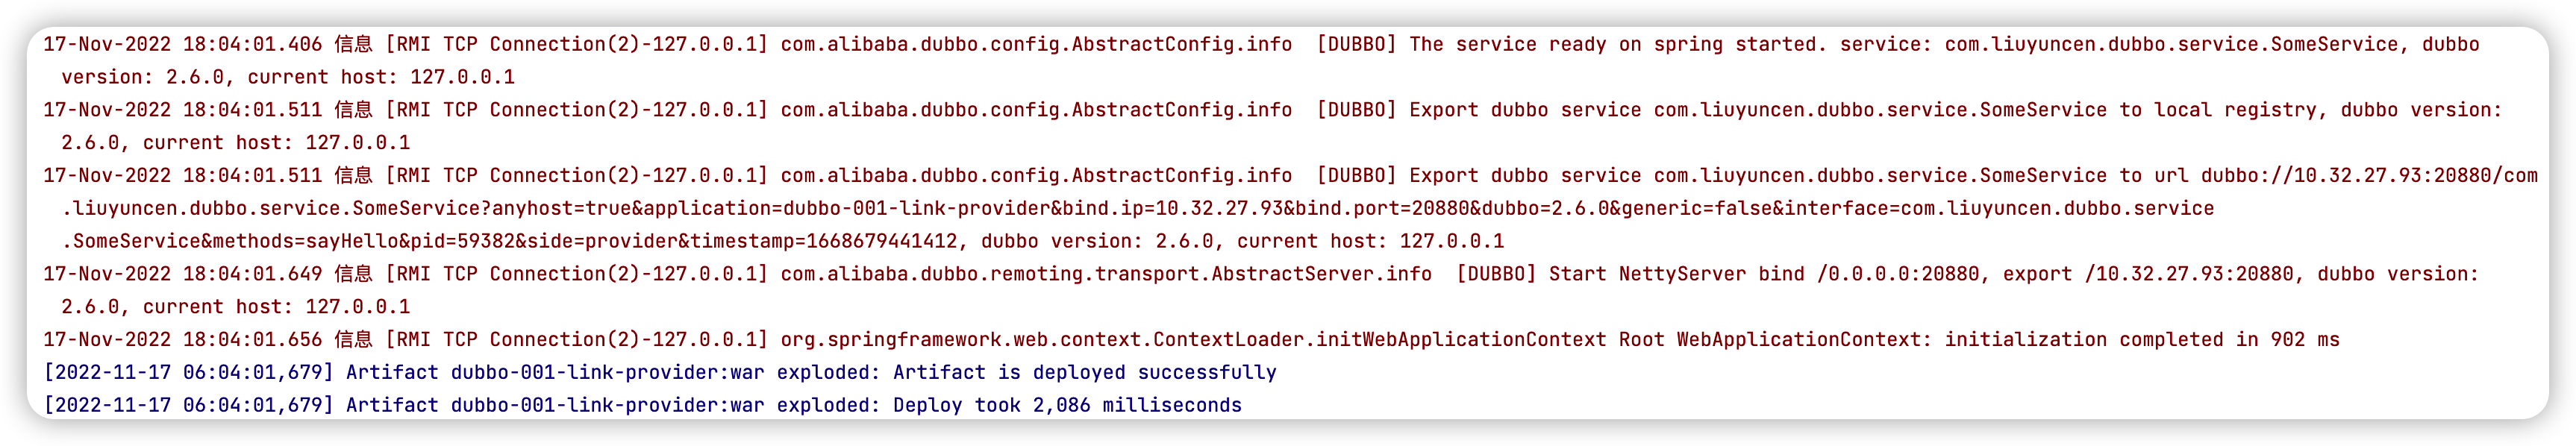 17-Nov-2022 18:04:01.406 信息 [RMI TCP Connection(2)-127.0.0.1] com.alibaba.dubbo.config.AbstractConfig.info  [DUBBO] The service ready on spring started. service: com.liuyuncen.dubbo.service.SomeService, dubbo
version: 2.6.0, current host: 127.0.0.1
17-Nov-2022 18:04:01.511 信息 [RMI TCP Connection(2)-127.0.0.1] com.alibaba.dubbo.config.AbstractConfig.info  [DUBBO] Export dubbo service com.liuyuncen.dubbo.service.SomeService to local registry, dubbo version:
2.6.0, current host: 127.0.0.1
17-Nov-2022 18:04:01.511 信息 [RMI TCP Connection(2)-127.0.0.1] com.alibaba.dubbo.config.AbstractConfig.info  [DUBBO] Export dubbo service com.liuyuncen.dubbo.service.SomeService to url dubbo://10.32.27.93:20880/com
.liuyuncen.dubbo.service.SomeService?anyhost=true&application=dubbo-001-link-provider&bind.ip=10.32.27.93&bind.port=20880&dubbo=2.6.0&generic=false&interface=com.liuyuncen.dubbo.service
.SomeService&methods=sayHello&pid=59382&side=provider&timestamp=1668679441412, dubbo version: 2.6.0, current host: 127.0.0.1
17-Nov-2022 18:04:01.649 信息 [RMI TCP Connection(2)-127.0.0.1] com.alibaba.dubbo.remoting.transport.AbstractServer.info  [DUBBO] Start NettyServer bind /0.0.0.0:20880, export /10.32.27.93:20880, dubbo version:
2.6.0, current host: 127.0.0.1
17-Nov-2022 18:04:01.656 信息 [RMI TCP Connection(2)-127.0.0.1] org.springframework.web.context.ContextLoader.initWebApplicationContext Root WebApplicationContext: initialization completed in 902 ms
[2022-11-17 06:04:01,679] Artifact dubbo-001-link-provider:war exploded: Artifact is deployed successfully
[2022-11-17 06:04:01,679] Artifact dubbo-001-link-provider:war exploded: Deploy took 2,086 milliseconds